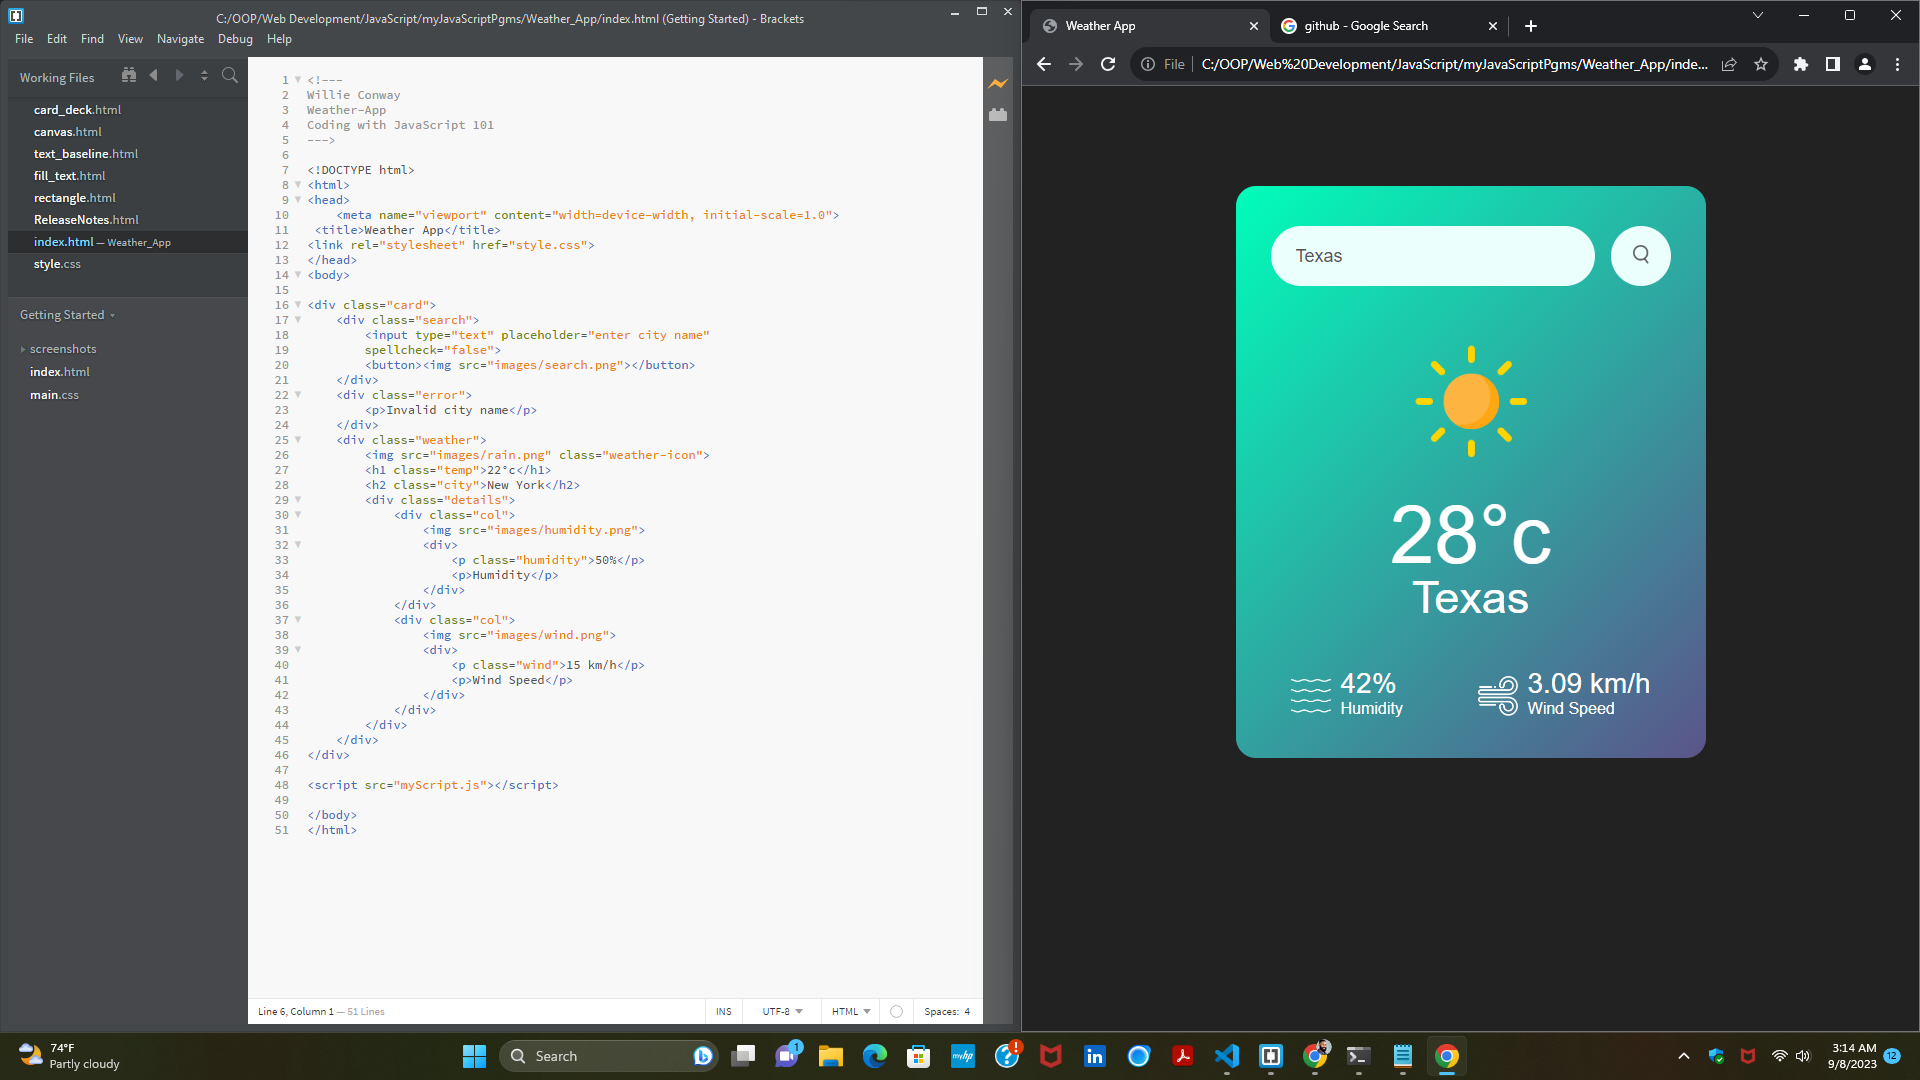 C:/OOP/Web Development/JavaScript/myJavaScriptPgms/Weather_App/index.html (Getting Started) - Brackets
File Edit Find View Navigate Debug Help
Working Files
card_deck.html
canvas.html
text_baseline.html
fill_text.html
rectangle.html
ReleaseNotes.html
index.html — Weather_App
style.css
Getting Started
screenshots
index.html
main.css
1 <!---
2 Willie Conway
3 Weather-App
4 Coding with JavaScript 101
5 --->
6
7 <!DOCTYPE html>
8 <html>
9 <head>
10 <meta name="viewport" content="width=device-width, initial-scale=1.0">
11 <title>Weather App</title>
12 <link rel="stylesheet" href="style.css">
13 </head>
14 <body>
15
16 <div class="card">
17 <div class="search">
18 <input type="text" placeholder="enter city name"
19 spellcheck="false">
20 <button><img src="images/search.png"></button>
21 </div>
22 <div class="error">
23 <p>Invalid city name</p>
24 </div>
25 <div class="weather">
26 <img src="images/rain.png" class="weather-icon">
27 <h1 class="temp">22°c</h1>
28 <h2 class="city">New York</h2>
29 <div class="details">
30 <div class="col">
31 <img src="images/humidity.png">
32 <div>
33 <p class="humidity">50%</p>
34 <p>Humidity</p>
35 </div>
36 </div>
37 <div class="col">
38 <img src="images/wind.png">
39 <div>
40 <p class="wind">15 km/h</p>
41 <p>Wind Speed</p>
42 </div>
43 </div>
44 </div>
45 </div>
46 </div>
47
48 <script src="myScript.js"></script>
49
50 </body>
51 </html>
Line 6, Column 1 — 51 Lines
INS UTF-8 HTML Spaces: 4
Weather App
github - Google Search
File C:/OOP/Web%20Development/JavaScript/myJavaScriptPgms/Weather_App/inde...
Texas
28°c
Texas
42%
Humidity
3.09 km/h
Wind Speed
74°F
Partly cloudy
Search
1
myhp
in
3:14 AM
9/8/2023
12